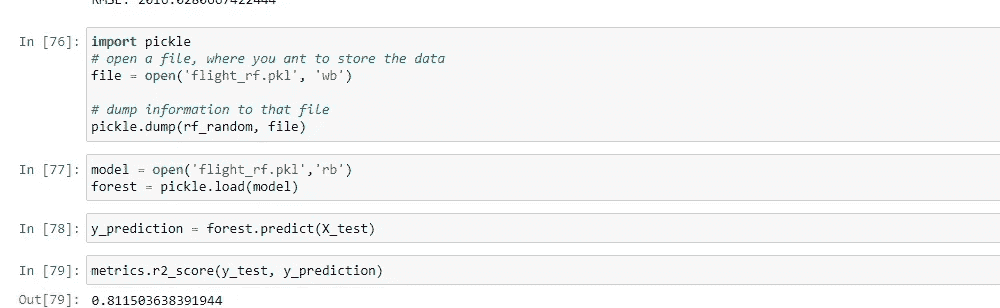 In [76]: import pickle
# open a file, where you ant to store the data
file = open('flight_rf.pkl', 'wb')
# dump information to that file
pickle.dump(rf_random, file)
In [77]: model = open('flight_rf.pkl','rb')
forest = pickle.load(model)
In [78]: y_prediction = forest.predict(X_test)
In [79]: metrics.r2_score(y_test, y_prediction)
Out[79]: 0.811503638391944